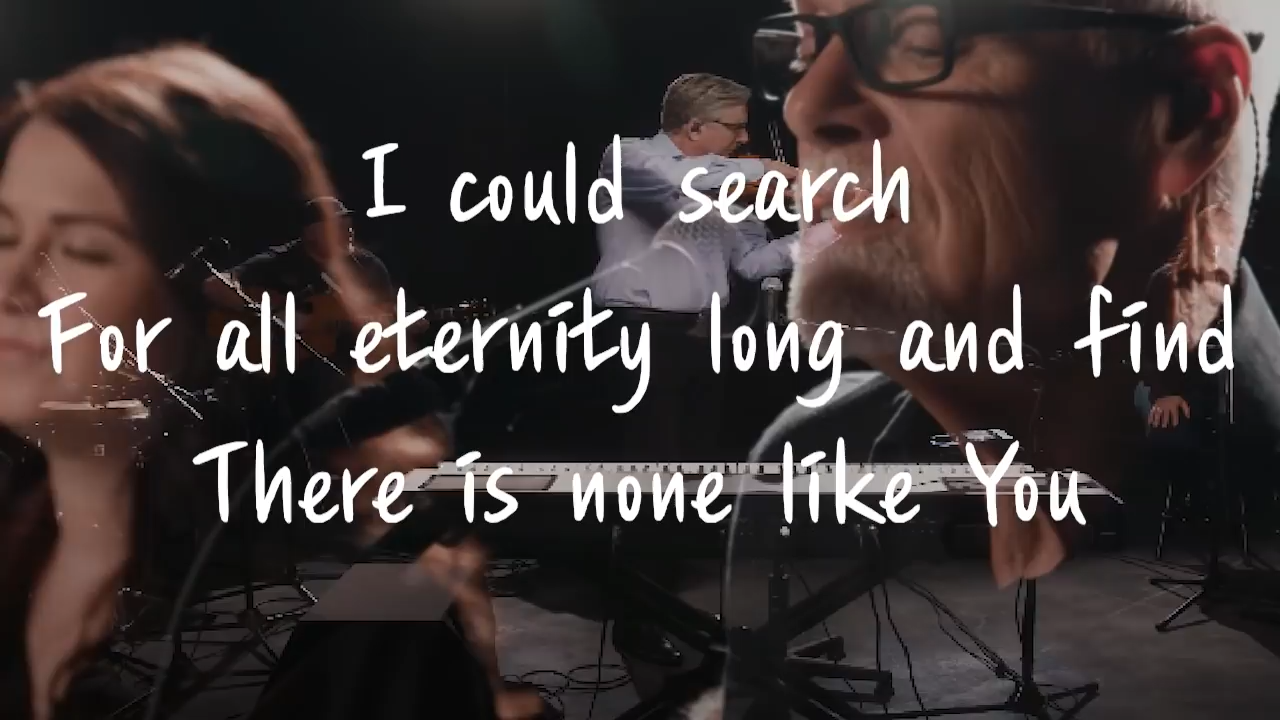 I could search
For all eternity long and find
There is none like You